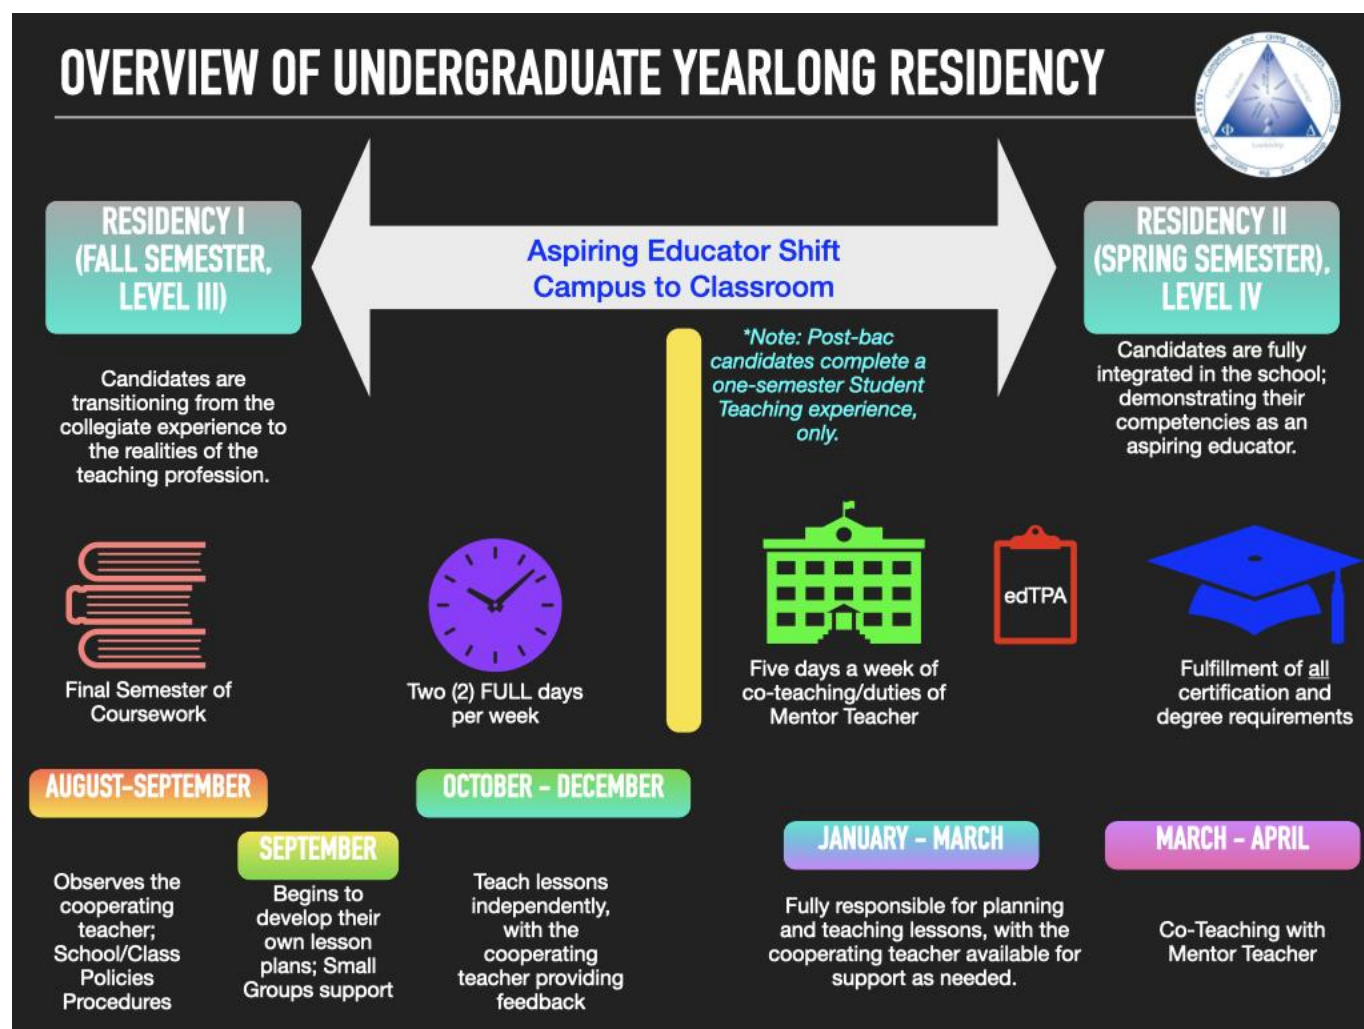 OVERVIEW OF UNDERGRADUATE YEARLONG RESIDENCY
RESIDENCY I
(FALL SEMESTER,
LEVEL III)
Aspiring Educator Shift
Campus to Classroom
RESIDENCY II
(SPRING SEMESTER),
LEVEL IV
Candidates are
transitioning from the
collegiate experience to
the realities of the
teaching profession.
*Note: Post-bac
candidates complete a
one-semester Student
Teaching experience,
only.
Candidates are fully
integrated in the school;
demonstrating their
competencies as an
aspiring educator.
Final Semester of
Coursework
Two (2) FULL days
per week
Five days a week of
co-teaching/duties of
Mentor Teacher
edTPA
Fulfillment of all
certification and
degree requirements
AUGUST-SEPTEMBER
Observes the
cooperating
teacher;
School/Class
Policies
Procedures
SEPTEMBER
Begins to
develop their
own lesson
plans; Small
Groups support
OCTOBER - DECEMBER
Teach lessons
independently,
with the
cooperating
teacher providing
feedback
JANUARY - MARCH
Fully responsible for planning
and teaching lessons, with the
cooperating teacher available for
support as needed.
MARCH - APRIL
Co-Teaching with
Mentor Teacher